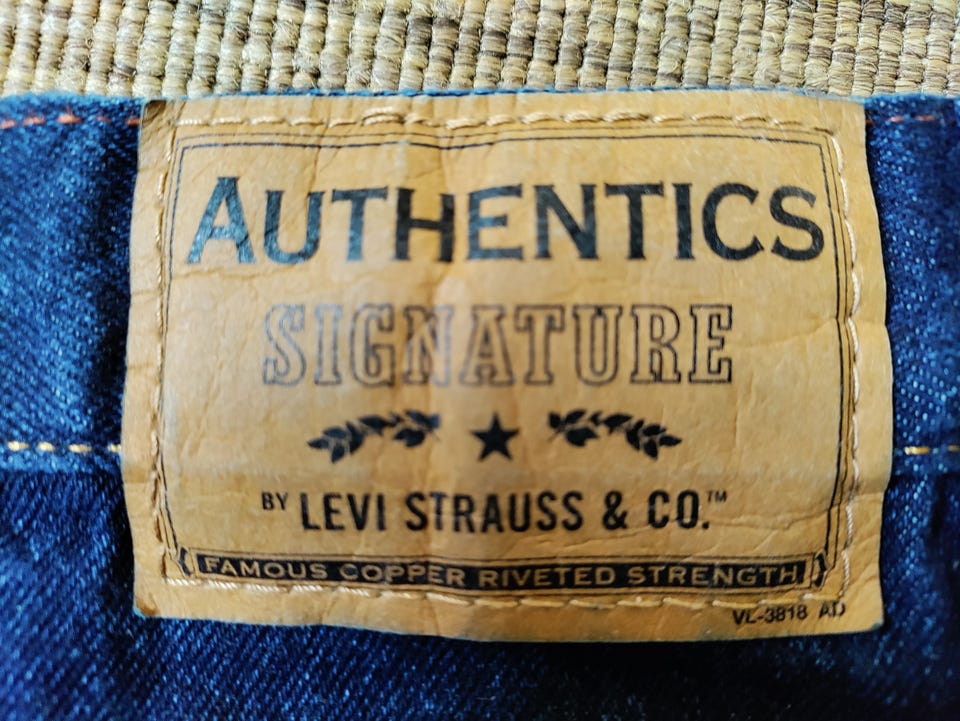 AUTHENTICS
SIGNATURE
BY LEVI STRAUSS & CO.™
FAMOUS COPPER RIVETED STRENGTH
VL-3818 AD